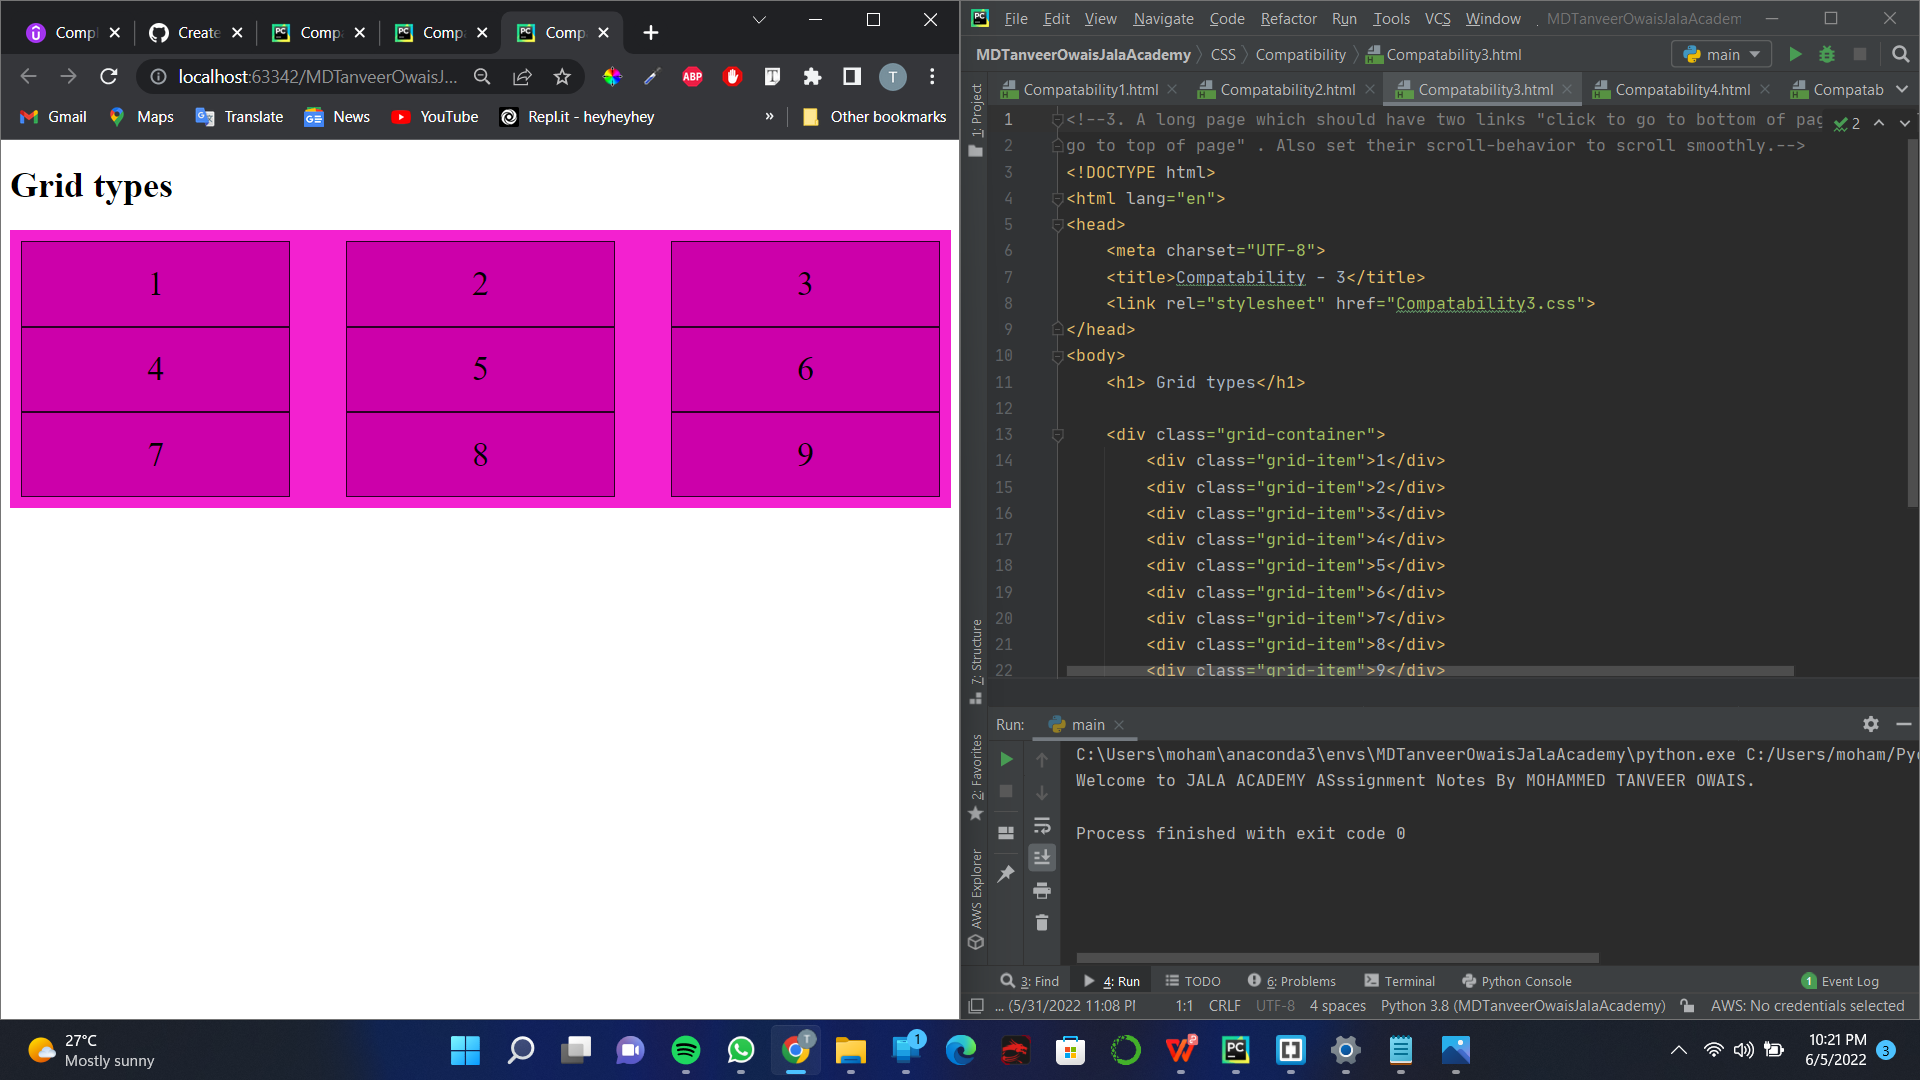 Compl
Create
Compa
Compa
Comp
localhost:63342/MDTanveerOwaisJ...
ABP
T
Gmail
Maps
Translate
News
YouTube
Repl.it - heyheyhey
»
Other bookmarks
Grid types
1 2 3
4 5 6
7 8 9
File Edit View Navigate Code Refactor Run Tools VCS Window MDTanveerOwaisJalaAcadem
MDTanveerOwaisJalaAcademy CSS Compatibility Compatability3.html main
Compatability1.html Compatability2.html Compatability3.html Compatability4.html Compatab
1: Project
7: Structure
2: Favorites
AWS Explorer
2
1 <!--3. A long page which should have two links "click to go to bottom of pag
2 go to top of page" . Also set their scroll-behavior to scroll smoothly.-->
3 <!DOCTYPE html>
4 <html lang="en">
5 <head>
6 <meta charset="UTF-8">
7 <title>Compatability - 3</title>
8 <link rel="stylesheet" href="Compatability3.css">
9 </head>
10 <body>
11 <h1> Grid types</h1>
12
13 <div class="grid-container">
14 <div class="grid-item">1</div>
15 <div class="grid-item">2</div>
16 <div class="grid-item">3</div>
17 <div class="grid-item">4</div>
18 <div class="grid-item">5</div>
19 <div class="grid-item">6</div>
20 <div class="grid-item">7</div>
21 <div class="grid-item">8</div>
22 <div class="grid-item">9</div>
Run: main
C:\Users\moham\anaconda3\envs\MDTanveerOwaisJalaAcademy\python.exe C:/Users/moham/Pyc
Welcome to JALA ACADEMY ASssignment Notes By MOHAMMED TANVEER OWAIS.
Process finished with exit code 0
3: Find 4: Run TODO 6: Problems Terminal Python Console 1 Event Log
... (5/31/2022 11:08 PM 1:1 CRLF UTF-8 4 spaces Python 3.8 (MDTanveerOwaisJalaAcademy) AWS: No credentials selected
27°C
Mostly sunny
T
1
PC
10:21 PM
6/5/2022
3